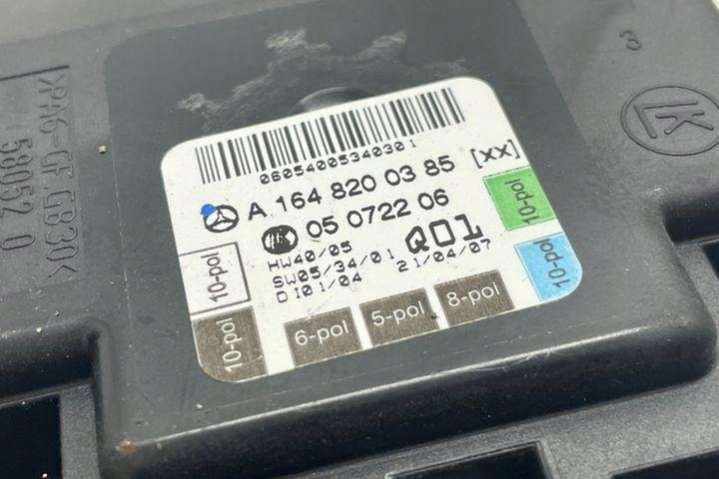 0605400534030 1
A 164 820 03 85 [XX]
05 0722 06
HW40/05
SW05/34/01
DI01/04
Q01
21/04/07
10-pol
10-pol
10-pol
10-pol
6-pol
5-pol
8-pol
>PA6-GF.GB30<
58052 0
3
LK